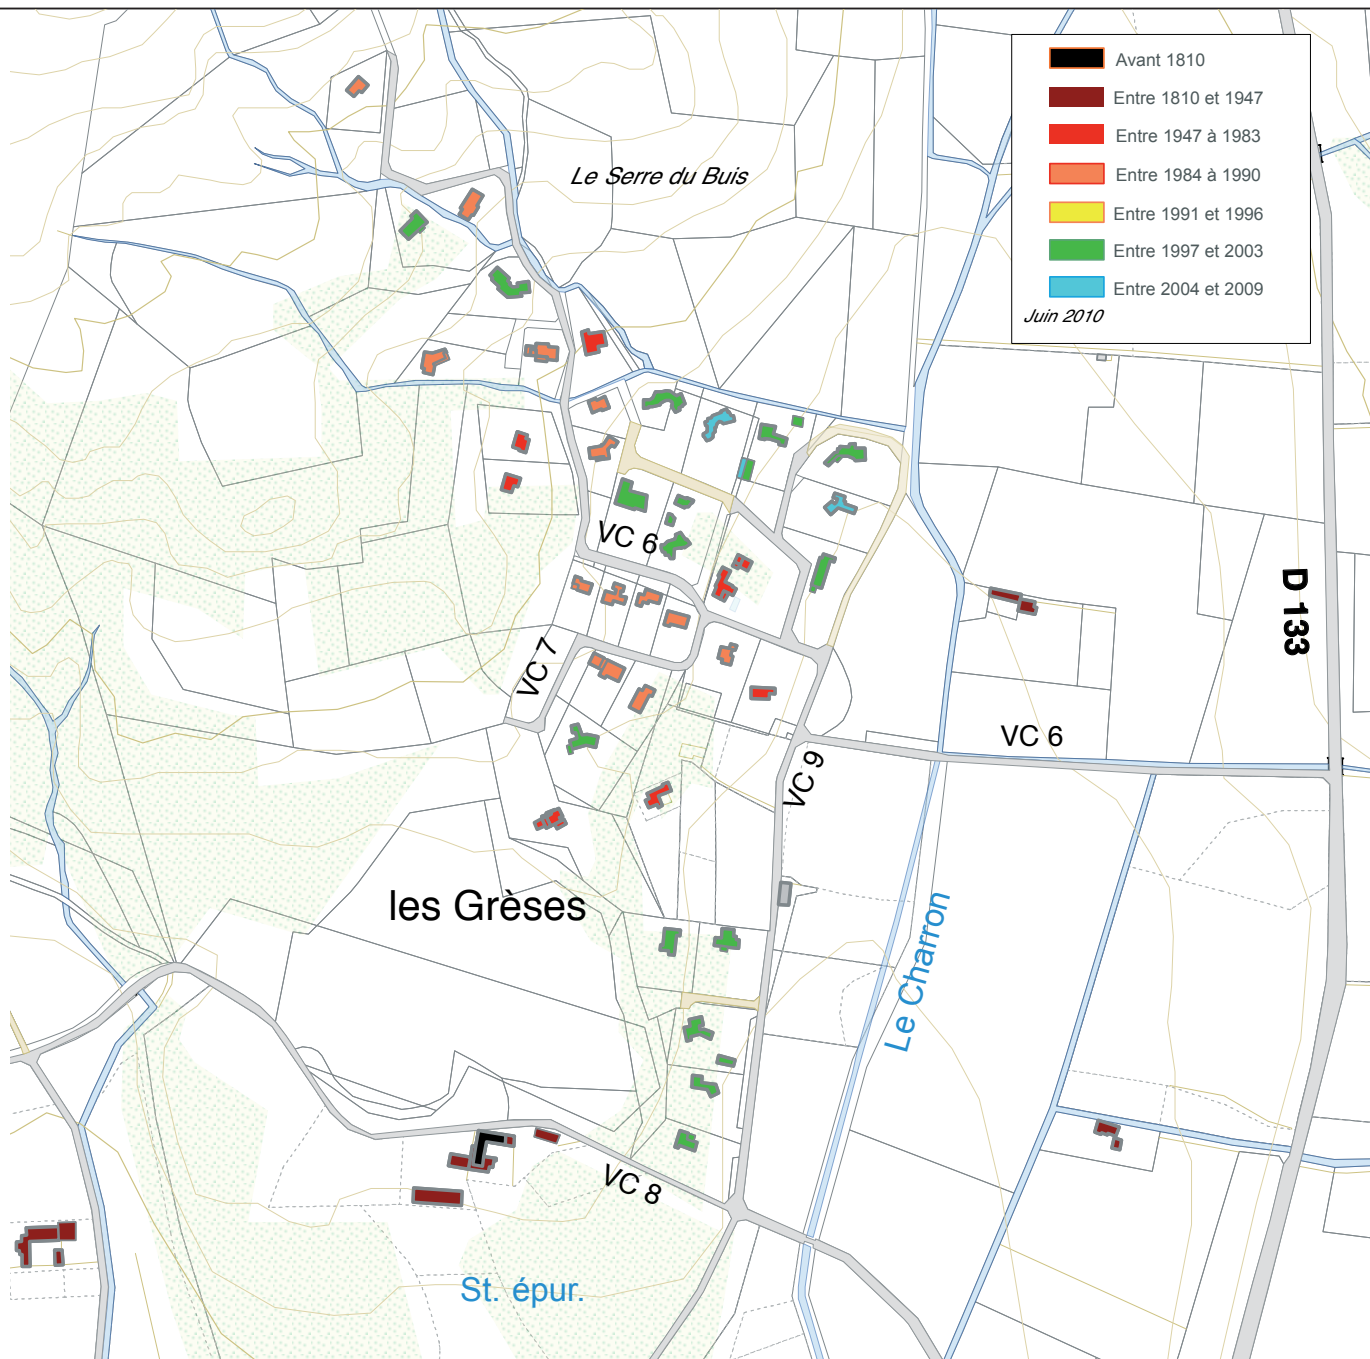 Avant 1810
Entre 1810 et 1947
Entre 1947 à 1983
Entre 1984 à 1990
Entre 1991 et 1996
Entre 1997 et 2003
Entre 2004 et 2009
Juin 2010
Le Serre du Buis
VC 6
D 133
VC 7
VC 6
VC 9
les Grèses
Le Charron
VC 8
St. épur.